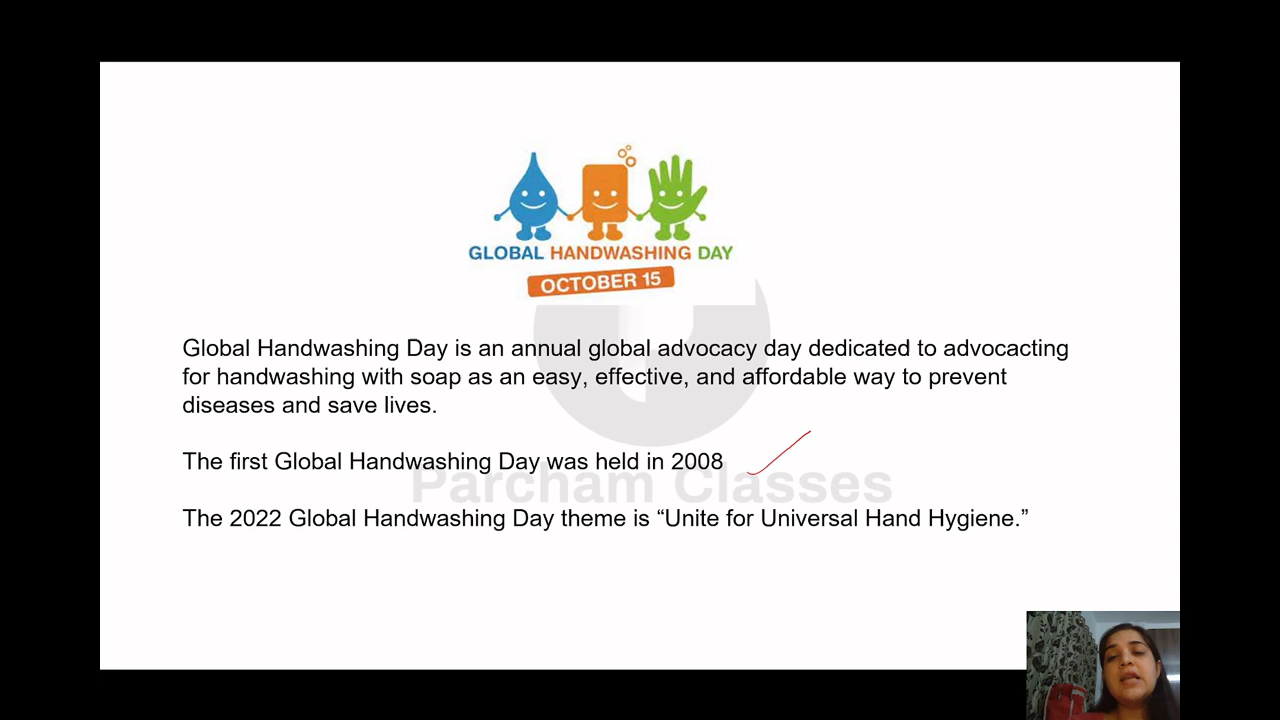 GLOBAL HANDWASHING DAY
OCTOBER 15
Global Handwashing Day is an annual global advocacy day dedicated to advocacting
for handwashing with soap as an easy, effective, and affordable way to prevent
diseases and save lives.
The first Global Handwashing Day was held in 2008
Parcham Classes
The 2022 Global Handwashing Day theme is “Unite for Universal Hand Hygiene.”